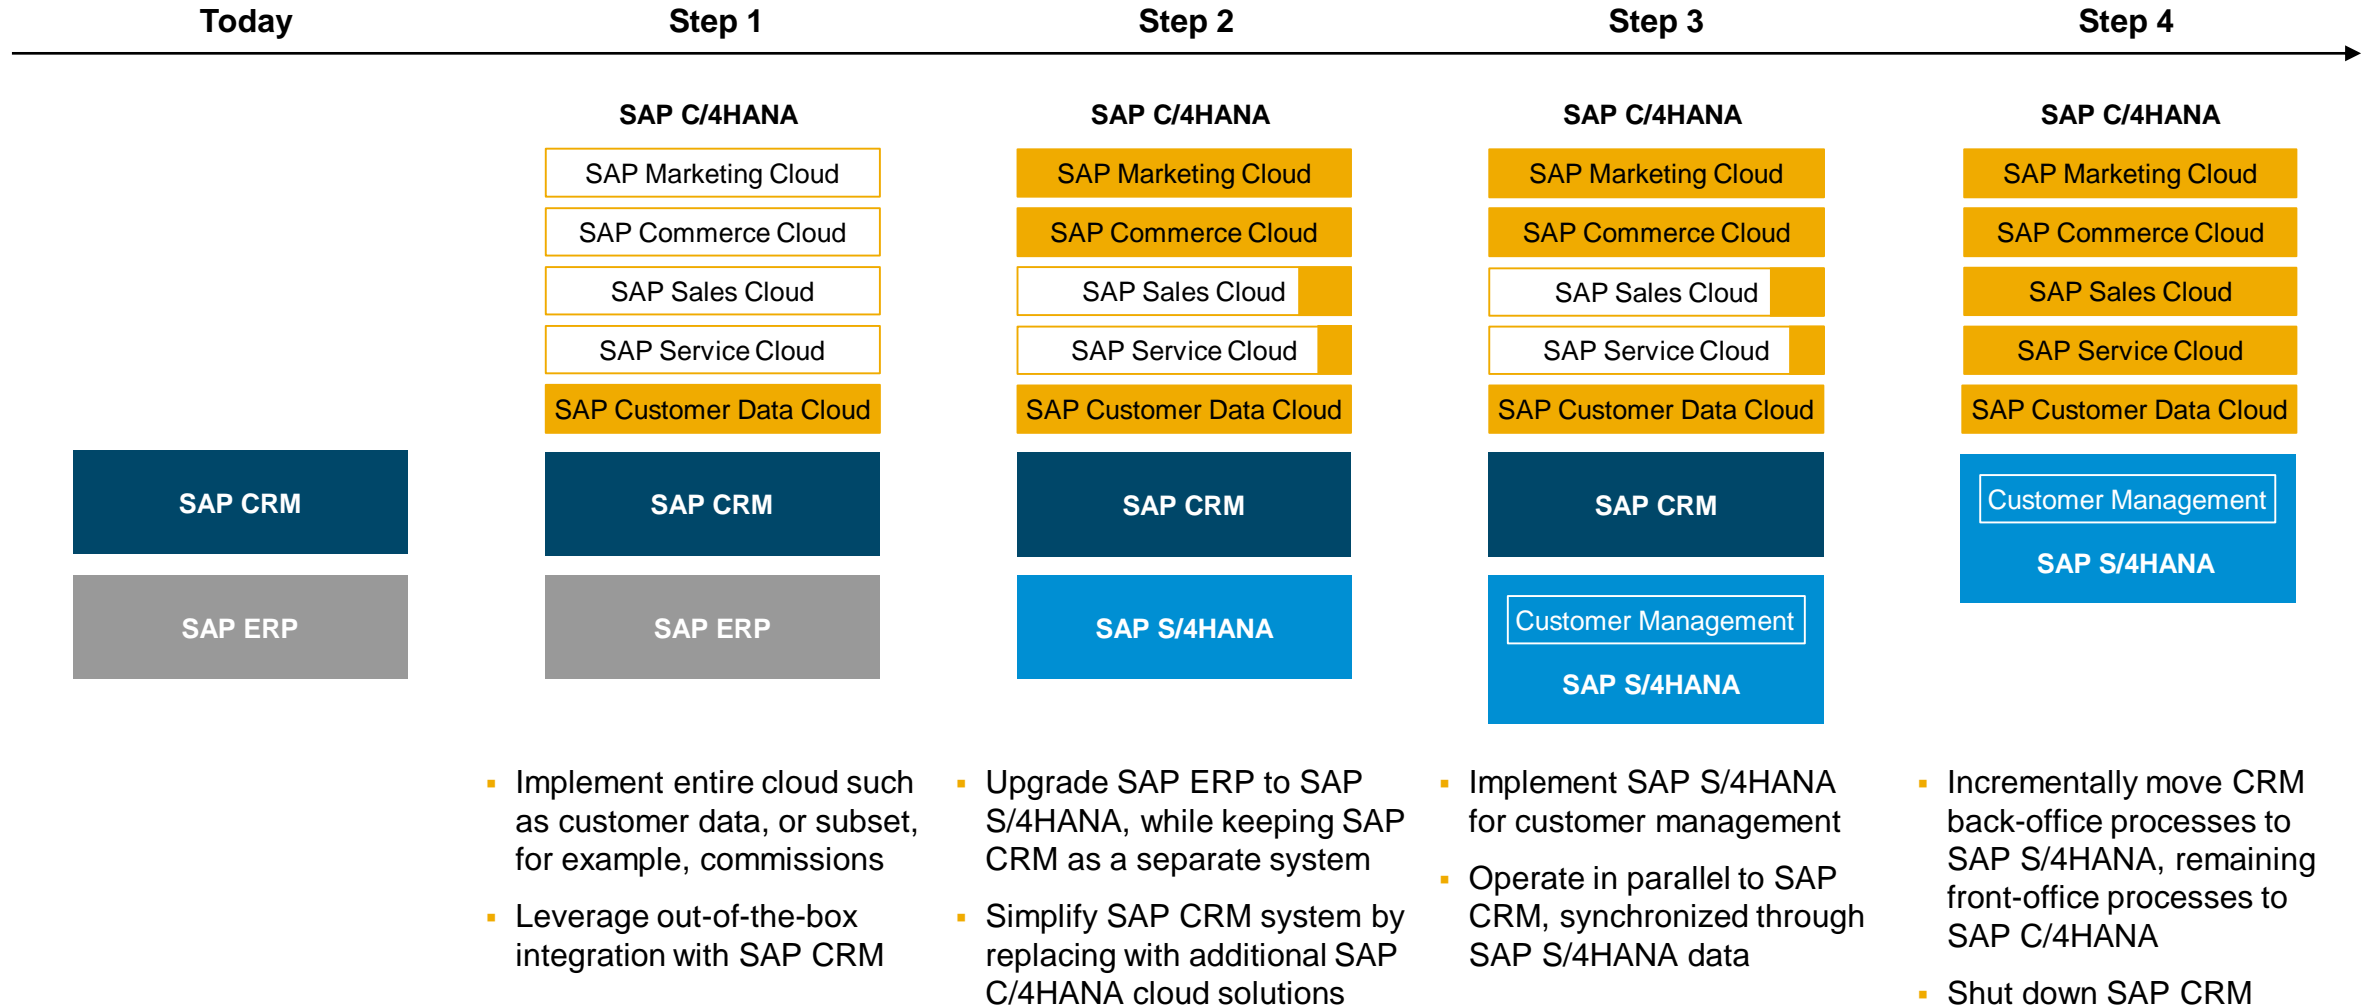 Today
Step 1
Step 2
Step 3
Step 4
SAP CRM
SAP ERP
SAP C/4HANA
SAP Marketing Cloud
SAP Commerce Cloud
SAP Sales Cloud
SAP Service Cloud
SAP Customer Data Cloud
SAP CRM
SAP ERP
▪ Implement entire cloud such
as customer data, or subset,
for example, commissions
▪ Leverage out-of-the-box
integration with SAP CRM
SAP C/4HANA
SAP Marketing Cloud
SAP Commerce Cloud
SAP Sales Cloud
SAP Service Cloud
SAP Customer Data Cloud
SAP CRM
SAP S/4HANA
▪ Upgrade SAP ERP to SAP
S/4HANA, while keeping SAP
CRM as a separate system
▪ Simplify SAP CRM system by
replacing with additional SAP
C/4HANA cloud solutions
SAP C/4HANA
SAP Marketing Cloud
SAP Commerce Cloud
SAP Sales Cloud
SAP Service Cloud
SAP Customer Data Cloud
SAP CRM
Customer Management
SAP S/4HANA
▪ Implement SAP S/4HANA
for customer management
▪ Operate in parallel to SAP
CRM, synchronized through
SAP S/4HANA data
SAP C/4HANA
SAP Marketing Cloud
SAP Commerce Cloud
SAP Sales Cloud
SAP Service Cloud
SAP Customer Data Cloud
Customer Management
SAP S/4HANA
▪ Incrementally move CRM
back-office processes to
SAP S/4HANA, remaining
front-office processes to
SAP C/4HANA
▪ Shut down SAP CRM